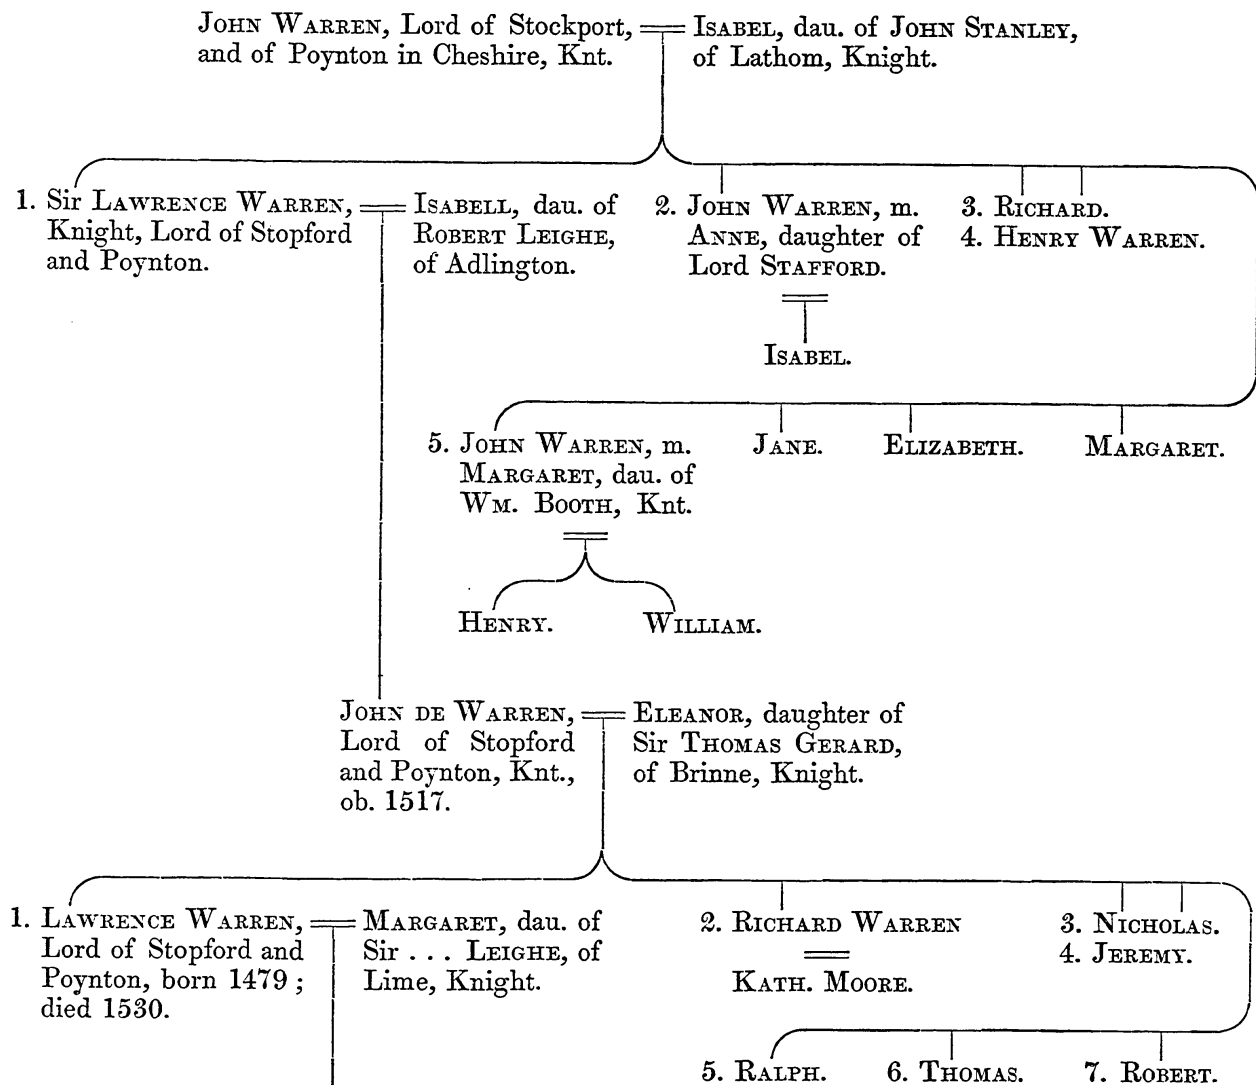 JOHN WARREN, Lord of Stockport,
and of Poynton in Cheshire, Knt.
ISABEL, dau. of JOHN STANLEY,
of Lathom, Knight.
1. Sir LAWRENCE WARREN,
Knight, Lord of Stopford
and Poynton.
ISABELL, dau. of
ROBERT LEIGHE,
of Adlington.
2. JOHN WARREN, m.
ANNE, daughter of
Lord STAFFORD.
3. RICHARD.
4. HENRY WARREN.
ISABEL.
5. JOHN WARREN, m.
MARGARET, dau. of
WM. BOOTH, Knt.
JANE.
ELIZABETH.
MARGARET.
HENRY.
WILLIAM.
JOHN DE WARREN,
Lord of Stopford
and Poynton, Knt.,
ob. 1517.
ELEANOR, daughter of
Sir THOMAS GERARD,
of Brinne, Knight.
1. LAWRENCE WARREN,
Lord of Stopford and
Poynton, born 1479 ;
died 1530.
MARGARET, dau. of
Sir . . . LEIGHE, of
Lime, Knight.
2. RICHARD WARREN
KATH. MOORE.
3. NICHOLAS.
4. JEREMY.
5. RALPH.
6. THOMAS.
7. ROBERT.